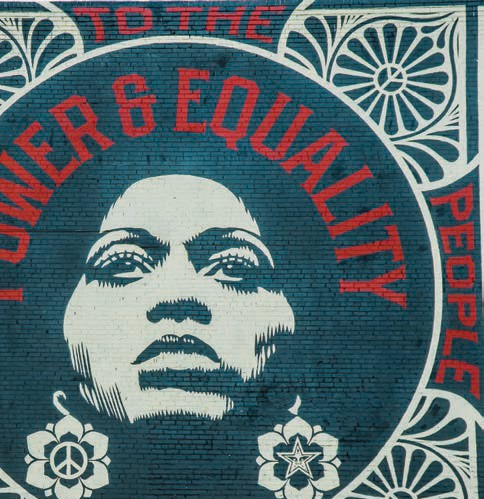 TO THE
POWER & EQUALITY
PEOPLE